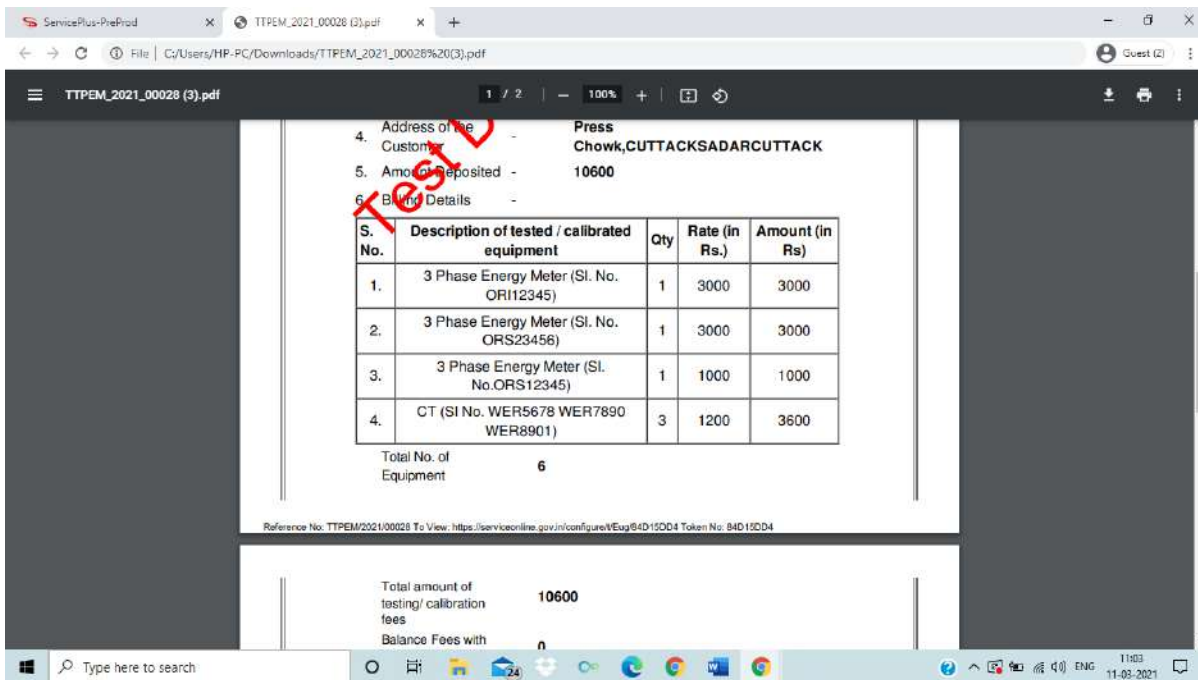 ServicePlus-PreProd
TTPEM_2021_00028 (3).pdf
File | C:/Users/HP-PC/Downloads/TTPEM_2021_00028%20(3).pdf
Guest (2)
TTPEM_2021_00028 (3).pdf
1 / 2
100%
Test D
4. Address of the Customer - Press Chowk,CUTTACKSADARCUTTACK
5. Amount Deposited - 10600
6. Billing Details -
S. No. Description of tested / calibrated equipment Qty Rate (in Rs.) Amount (in Rs)
1. 3 Phase Energy Meter (Sl. No. ORI12345) 1 3000 3000
2. 3 Phase Energy Meter (Sl. No. ORS23456) 1 3000 3000
3. 3 Phase Energy Meter (Sl. No.ORS12345) 1 1000 1000
4. CT (Sl No. WER5678 WER7890 WER8901) 3 1200 3600
Total No. of Equipment 6
Reference No: TTPEM/2021/00028 To View: https://serviceonline.gov.in/configure/t/Eug/84D15DD4 Token No: 84D15DD4
Total amount of testing/ calibration fees 10600
Balance Fees with 0
Type here to search
24
ENG
11:03
11-03-2021